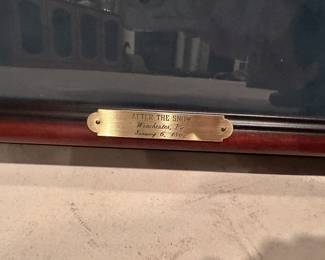 AFTER THE SNOW
Winchester, Va.
January 6,